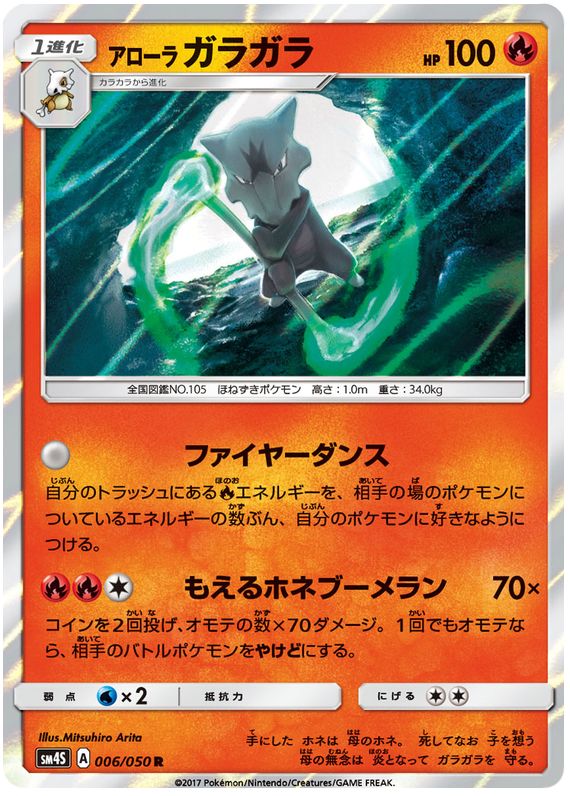 1進化
アローラ ガラガラ HP 100
カラカラから進化
全国図鑑NO.105 ほねずきポケモン 高さ:1.0m 重さ:34.0kg
ファイヤーダンス
自分のトラッシュにあるエネルギーを、相手の場のポケモンに
ついているエネルギーの数ぶん、自分のポケモンに好きなように
つける。
もえるホネブーメラン 70×
コインを2回投げ、オモテの数×70ダメージ。1回でもオモテな
ら、相手のバトルポケモンをやけどにする。
弱点 ×2 抵抗力 にげる
Illus.Mitsuhiro Arita
SM4S A 006/050 R
手にした ホネは 母のホネ。 死してなお 子を想う
母の無念は 炎となって ガラガラを守る。
©2017 Pokémon/Nintendo/Creatures/GAME FREAK.